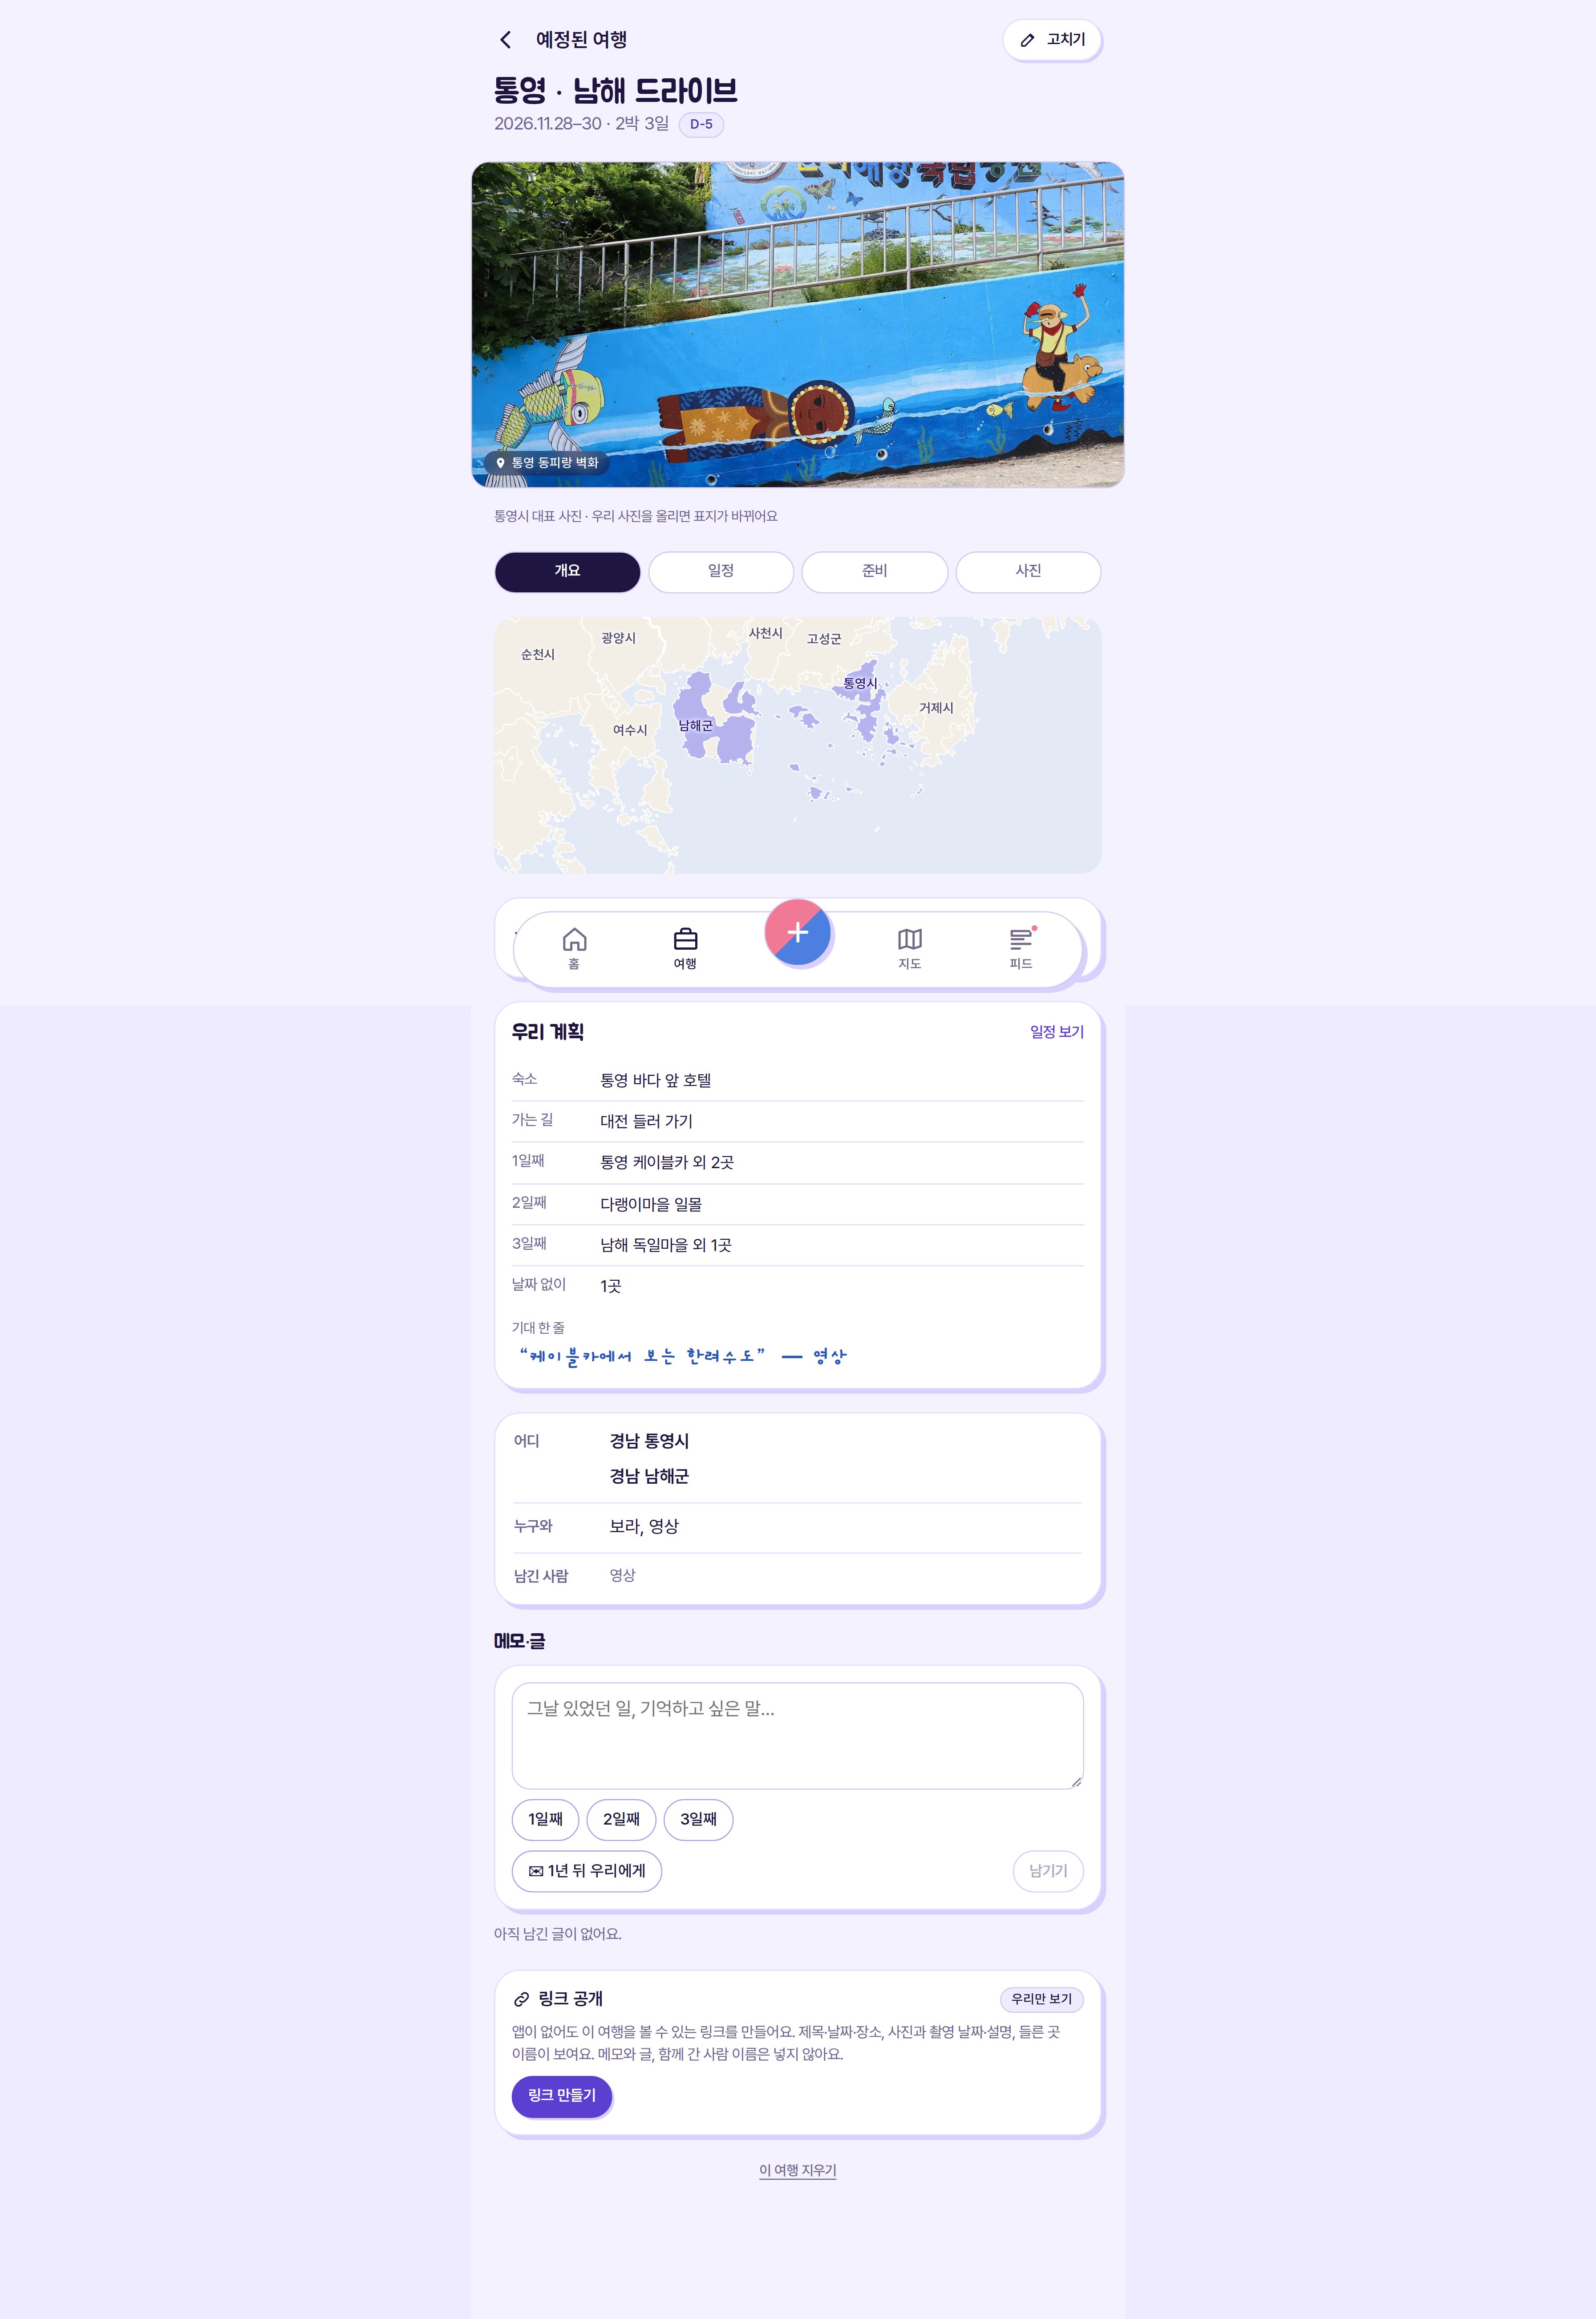 예정된 여행
고치기
통영 · 남해 드라이브
2026.11.28–30 · 2박 3일 D-5
통영 동피랑 벽화
통영시 대표 사진 · 우리 사진을 올리면 표지가 바뀌어요
개요 일정 준비 사진
순천시
광양시
사천시
고성군
통영시
거제시
여수시
남해군
홈 여행 지도 피드
우리 계획 일정 보기
숙소 통영 바다 앞 호텔
가는 길 대전 들러 가기
1일째 통영 케이블카 외 2곳
2일째 다랭이마을 일몰
3일째 남해 독일마을 외 1곳
날짜 없이 1곳
기대 한 줄
“케이블카에서 보는 한려수도” — 영상
어디 경남 통영시
경남 남해군
누구와 보라, 영상
남긴 사람 영상
메모·글
그날 있었던 일, 기억하고 싶은 말...
1일째 2일째 3일째
✉ 1년 뒤 우리에게 남기기
아직 남긴 글이 없어요.
링크 공개 우리만 보기
앱이 없어도 이 여행을 볼 수 있는 링크를 만들어요. 제목·날짜·장소, 사진과 촬영 날짜·설명, 들른 곳
이름이 보여요. 메모와 글, 함께 간 사람 이름은 넣지 않아요.
링크 만들기
이 여행 지우기